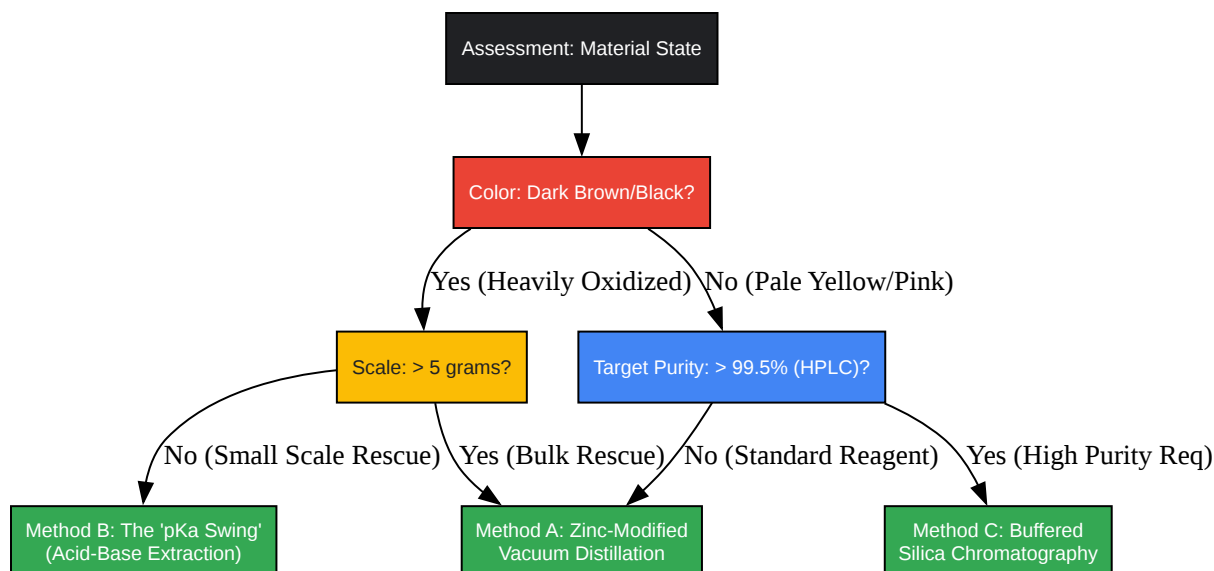 Assessment: Material State
Color: Dark Brown/Black?
Yes (Heavily Oxidized)
No (Pale Yellow/Pink)
Scale: > 5 grams?
Target Purity: > 99.5% (HPLC)?
No (Small Scale Rescue)
Yes (Bulk Rescue)
No (Standard Reagent)
Yes (High Purity Req)
Method B: The 'pKa Swing'
(Acid-Base Extraction)
Method A: Zinc-Modified
Vacuum Distillation
Method C: Buffered
Silica Chromatography